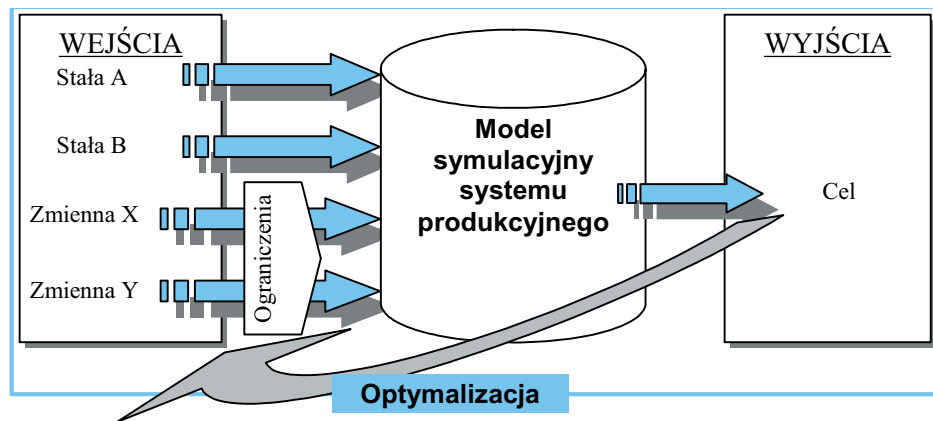 WEJŚCIA
Stała A
Stała B
Zmienna X
Zmienna Y
Ograniczenia
Model
symulacyjny
systemu
produkcyjnego
WYJŚCIA
Cel
Optymalizacja